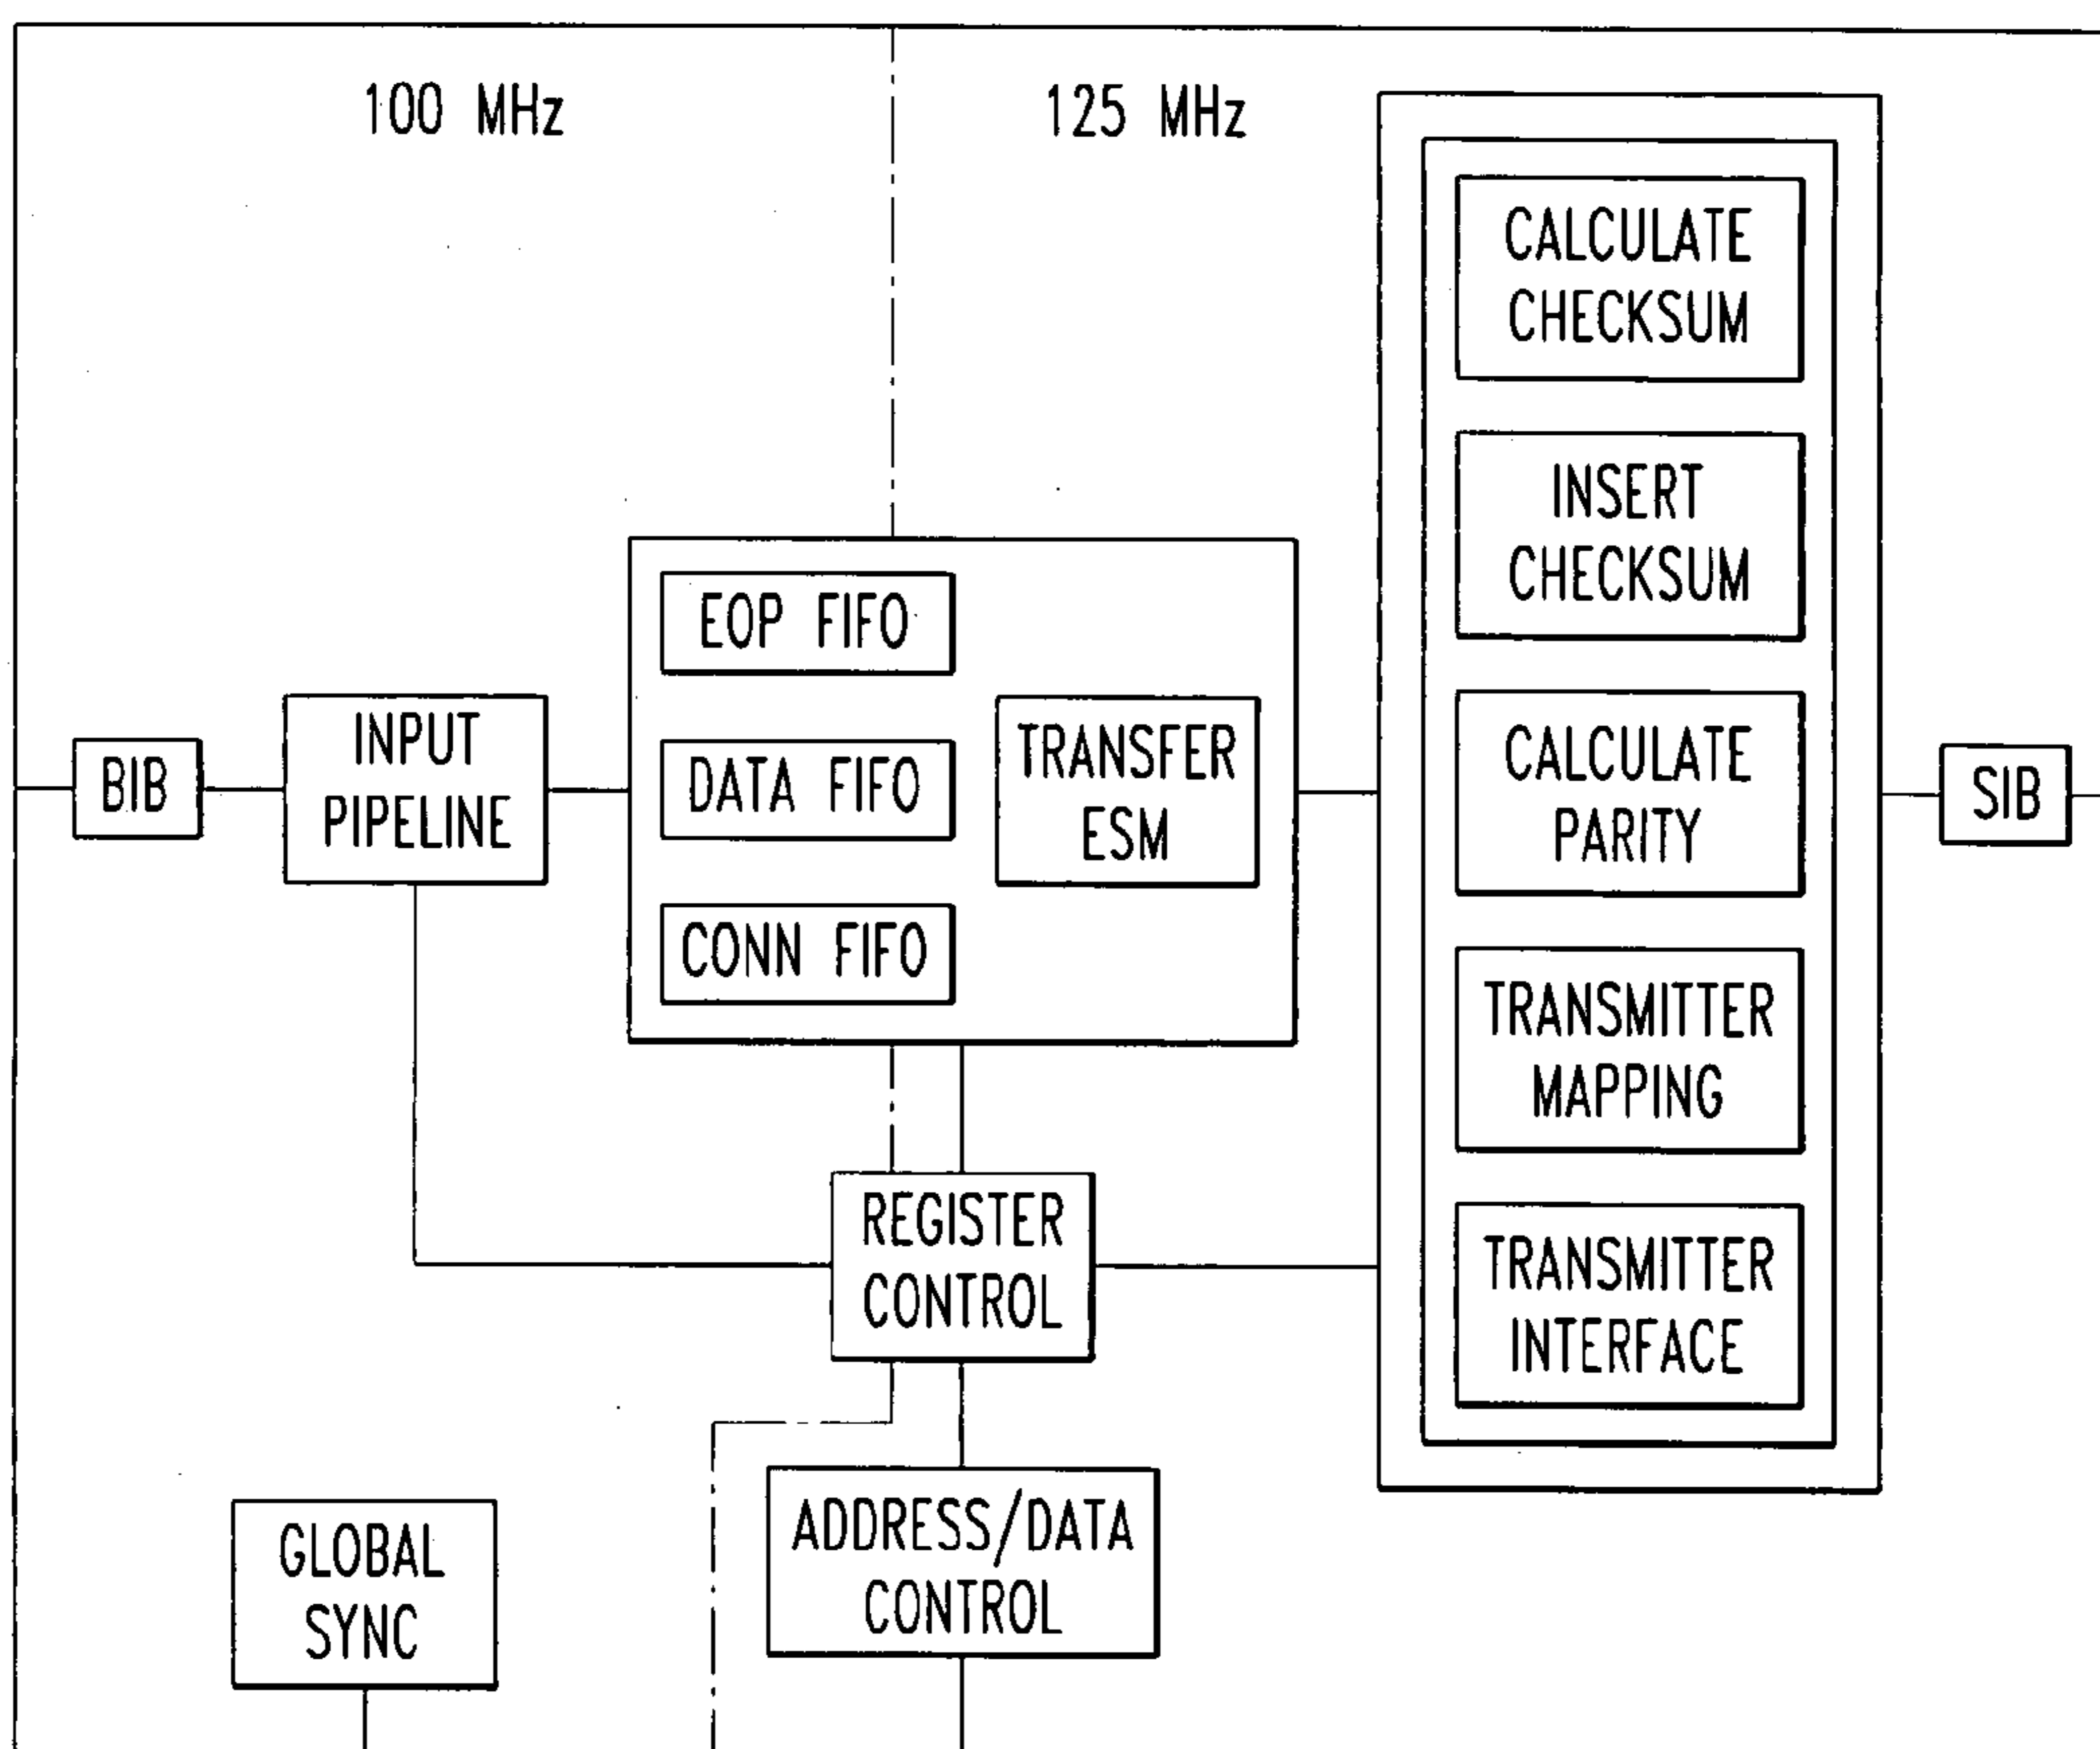 100 MHz
125 MHz
CALCULATE
CHECKSUM
INSERT
CHECKSUM
EOP FIFO
INPUT
PIPELINE
BIB
DATA FIFO
TRANSFER
ESM
CALCULATE
PARITY
SIB
CONN FIFO
TRANSMITTER
MAPPING
REGISTER
CONTROL
TRANSMITTER
INTERFACE
GLOBAL
SYNC
ADDRESS/DATA
CONTROL